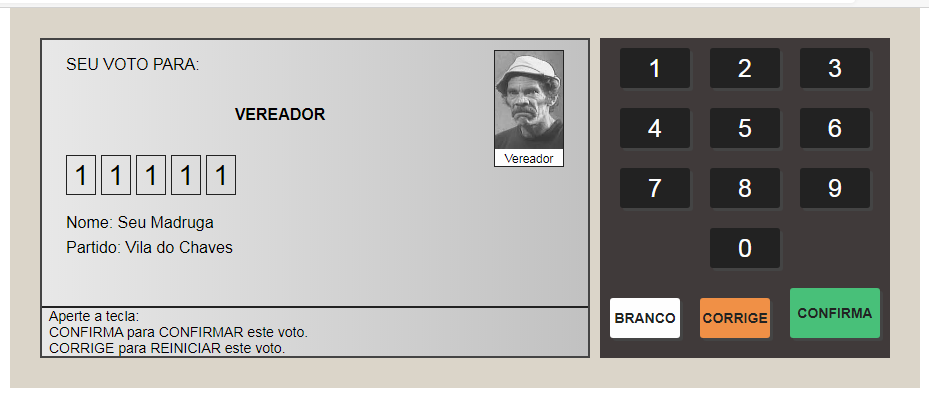 SEU VOTO PARA:
VEREADOR
1 1 1 1 1
Nome: Seu Madruga
Partido: Vila do Chaves
Vereador
Aperte a tecla:
CONFIRMA para CONFIRMAR este voto.
CORRIGE para REINICIAR este voto.
1 2 3
4 5 6
7 8 9
0
BRANCO CORRIGE CONFIRMA